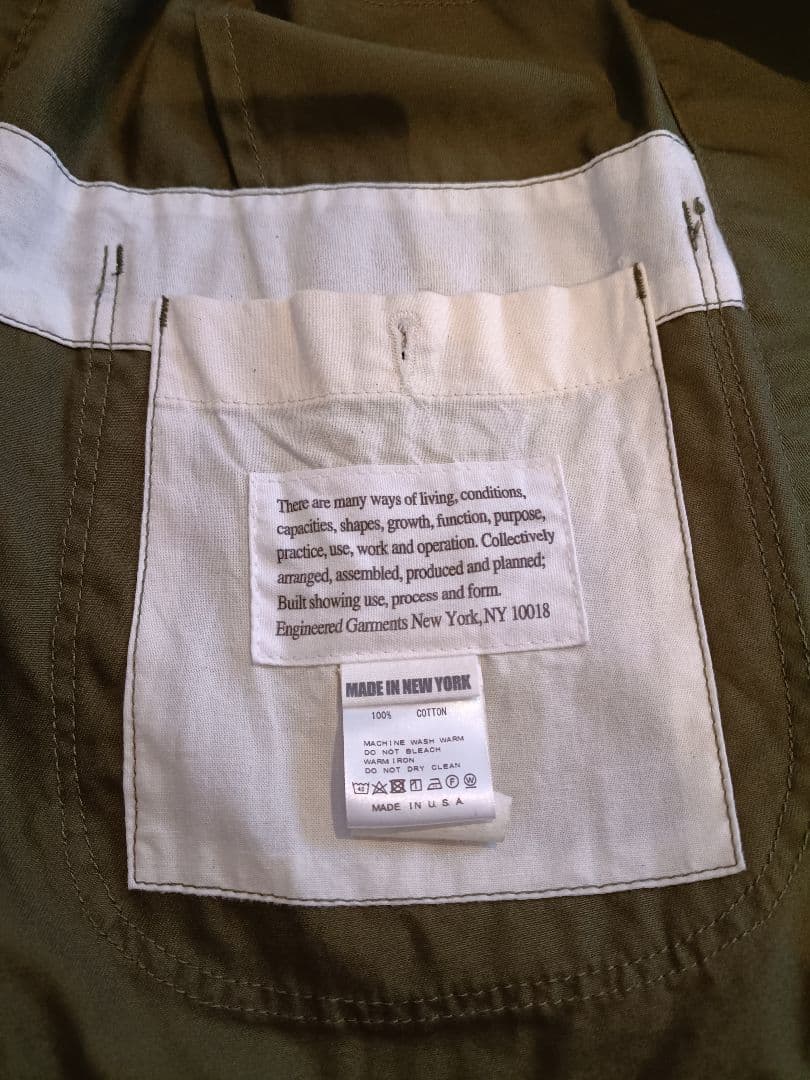 There are many ways of living, conditions,
capacities, shapes, growth, function, purpose,
practice, use, work and operation. Collectively
arranged, assembled, produced and planned;
Built showing use, process and form.
Engineered Garments New York, NY 10018
MADE IN NEW YORK
100% COTTON
MACHINE WASH WARM
DO NOT BLEACH
WARM IRON
DO NOT DRY CLEAN
40 F W
MADE IN U.S.A